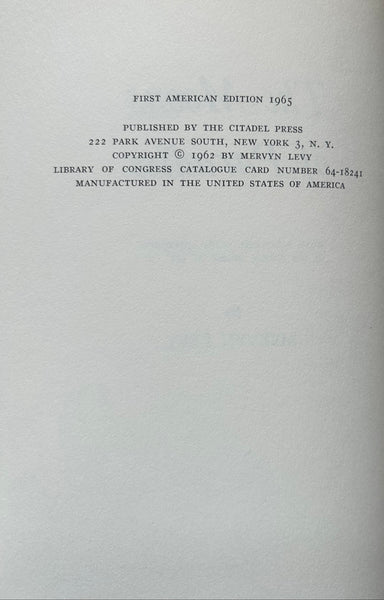 FIRST AMERICAN EDITION 1965
PUBLISHED BY THE CITADEL PRESS
222 PARK AVENUE SOUTH, NEW YORK 3, N. Y.
COPYRIGHT © 1962 BY MERVYN LEVY
LIBRARY OF CONGRESS CATALOGUE CARD NUMBER 64-18241
MANUFACTURED IN THE UNITED STATES OF AMERICA